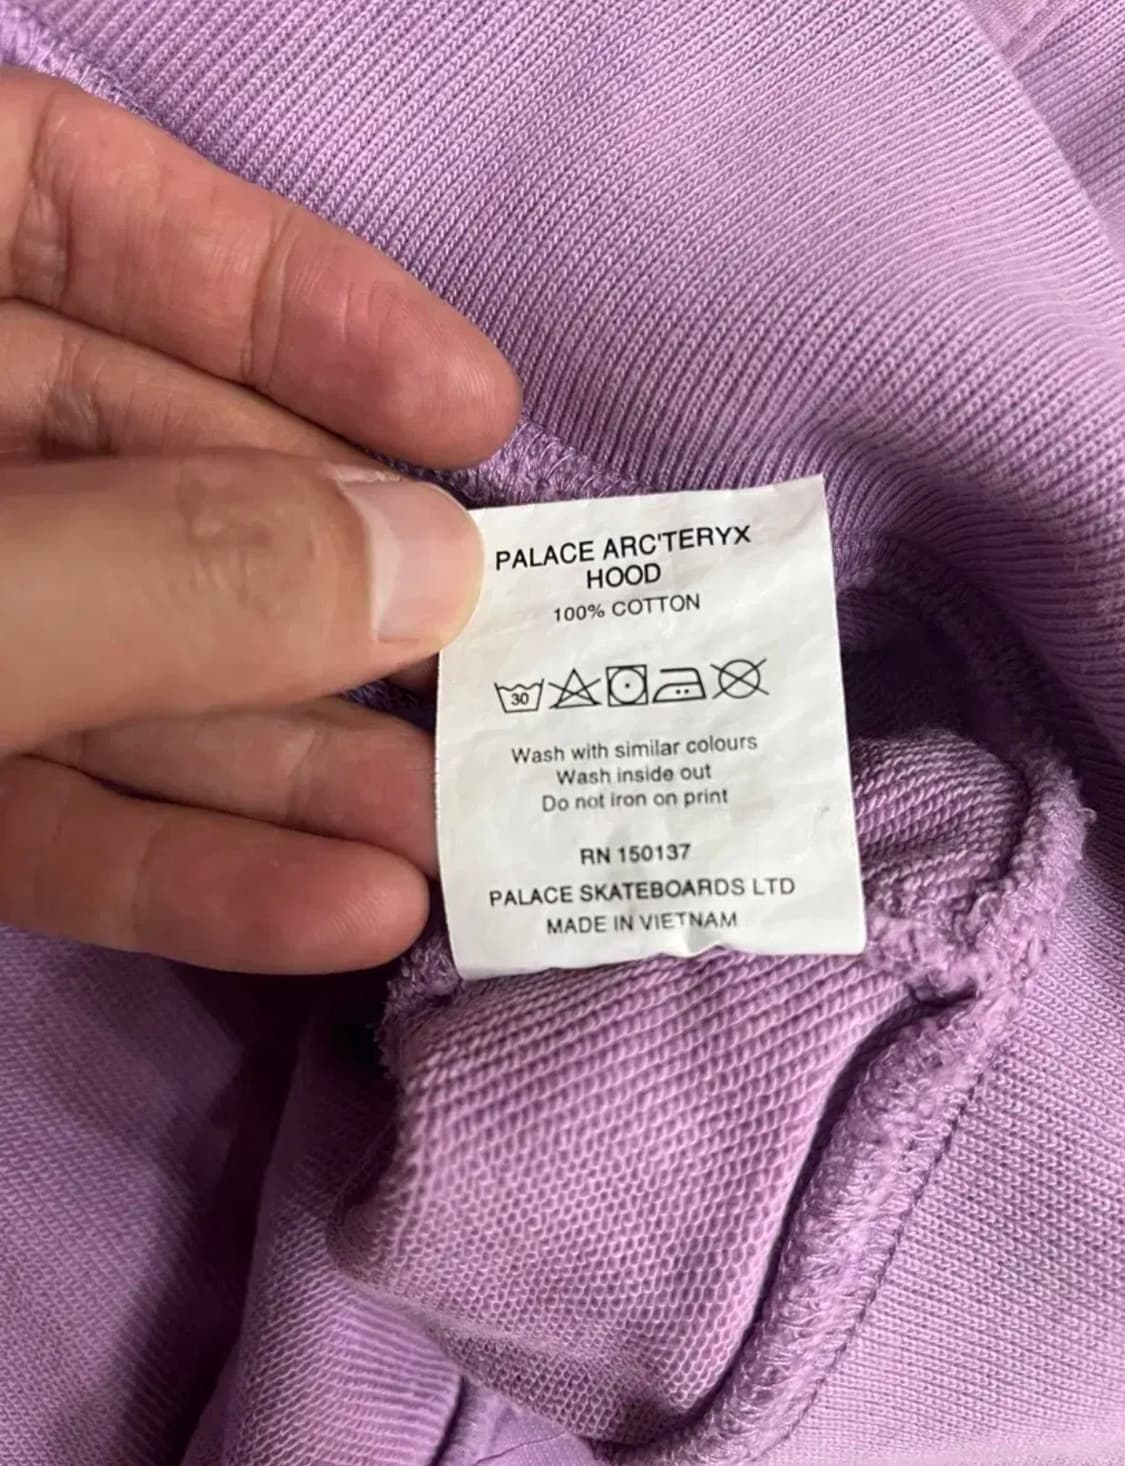 PALACE ARC'TERYX
HOOD
100% COTTON
30
Wash with similar colours
Wash inside out
Do not iron on print
RN 150137
PALACE SKATEBOARDS LTD
MADE IN VIETNAM